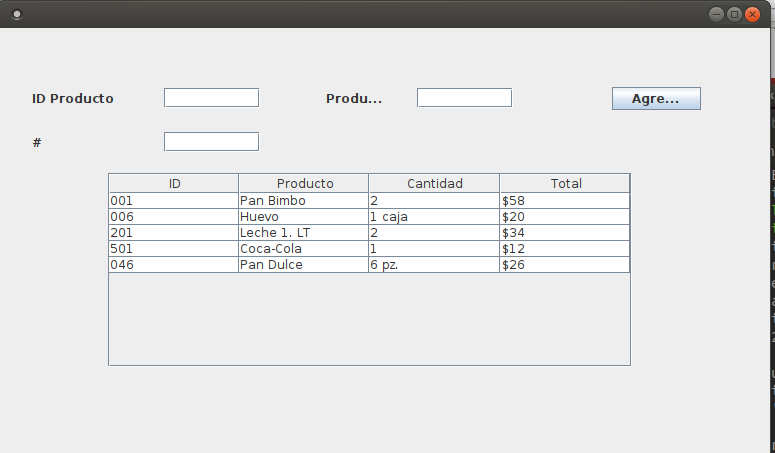 ID Producto Produ... Agre...
#
ID Producto Cantidad Total
001 Pan Bimbo 2 $58
006 Huevo 1 caja $20
201 Leche 1. LT 2 $34
501 Coca-Cola 1 $12
046 Pan Dulce 6 pz. $26